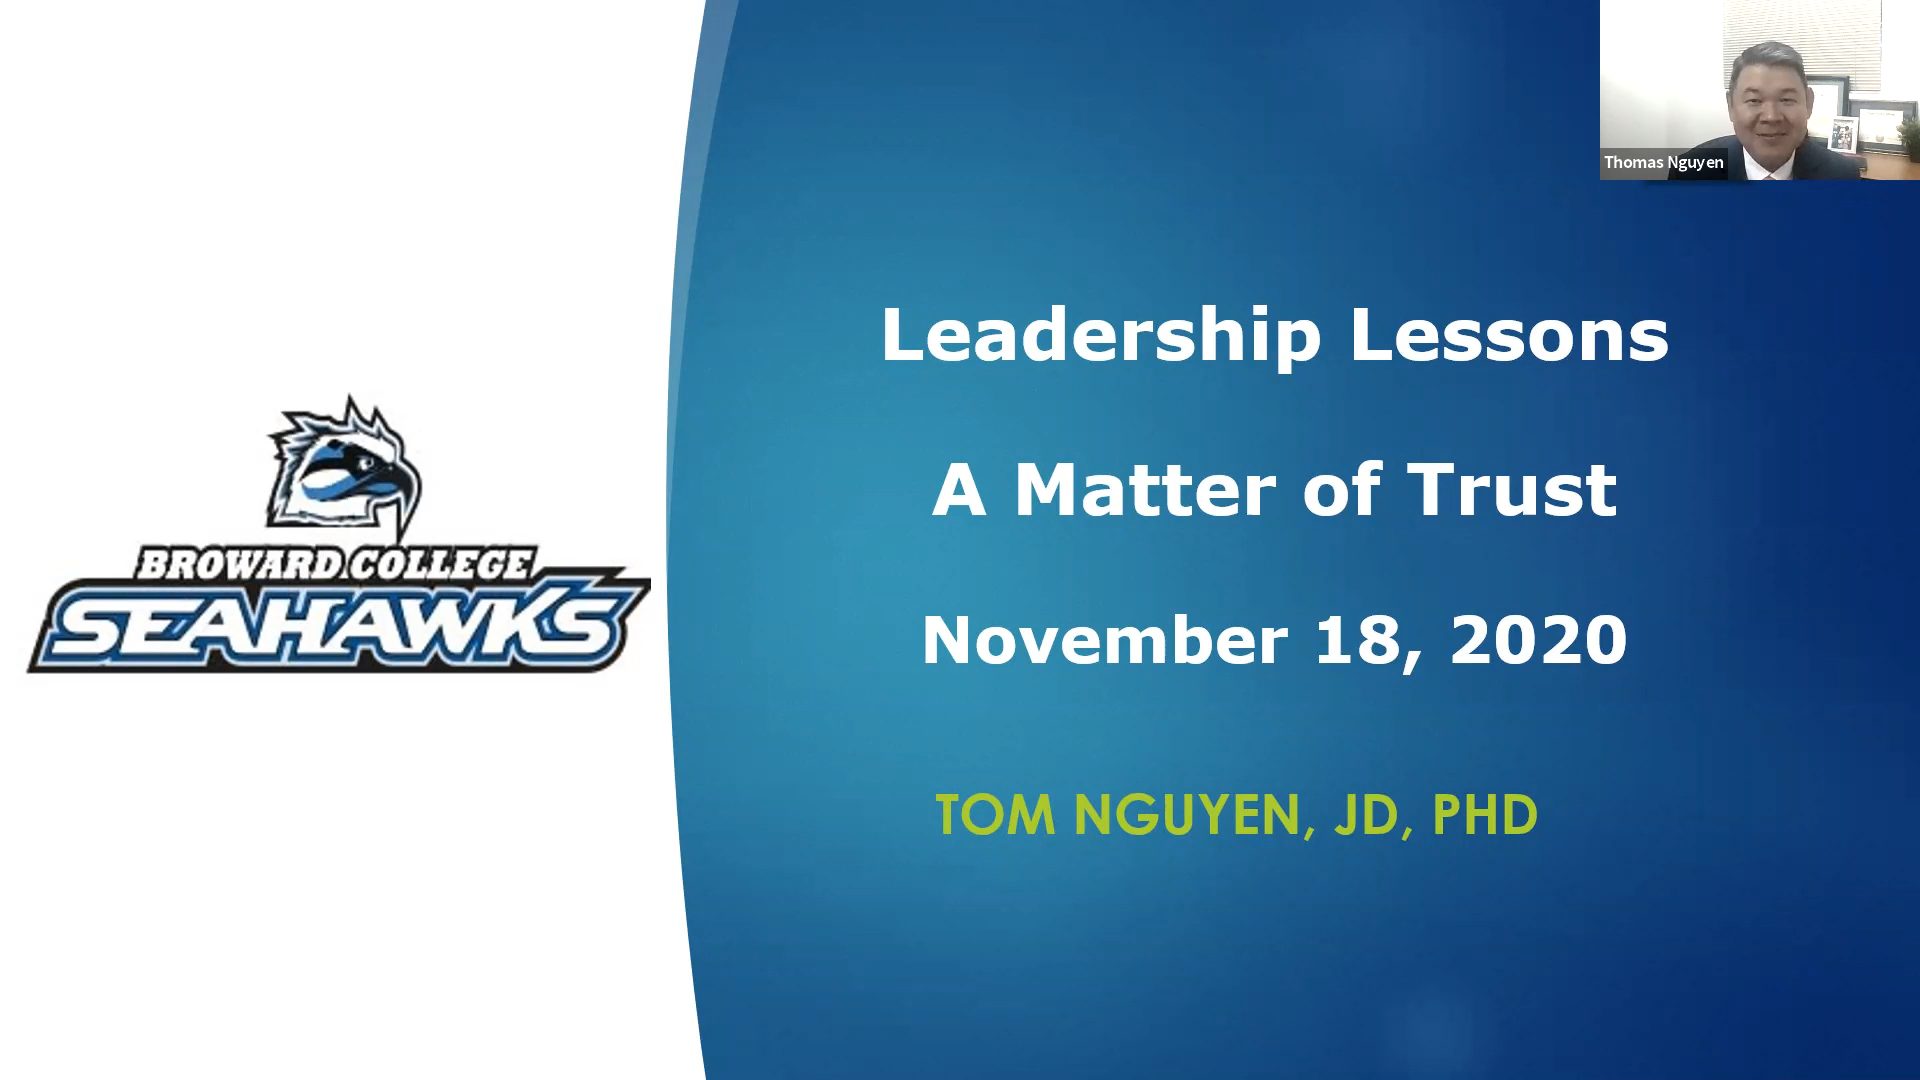 Thomas Nguyen
Leadership Lessons
A Matter of Trust
November 18, 2020
TOM NGUYEN, JD, PHD
BROWARD COLLEGE
SEAHAWKS